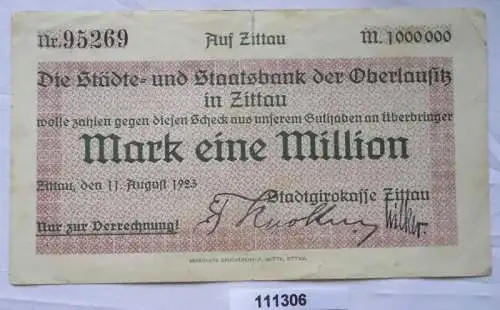 Nr. 95269 Auf Zittau M. 1000000
Die Städte- und Staatsbank der Oberlausitz
in Zittau
wolle zahlen gegen diesen Scheck aus unserem Guthaben an Überbringer
Mark eine Million
Zittau, den 11. August 1923 Stadtgirokasse Zittau
Nur zur Verrechnung!
111306